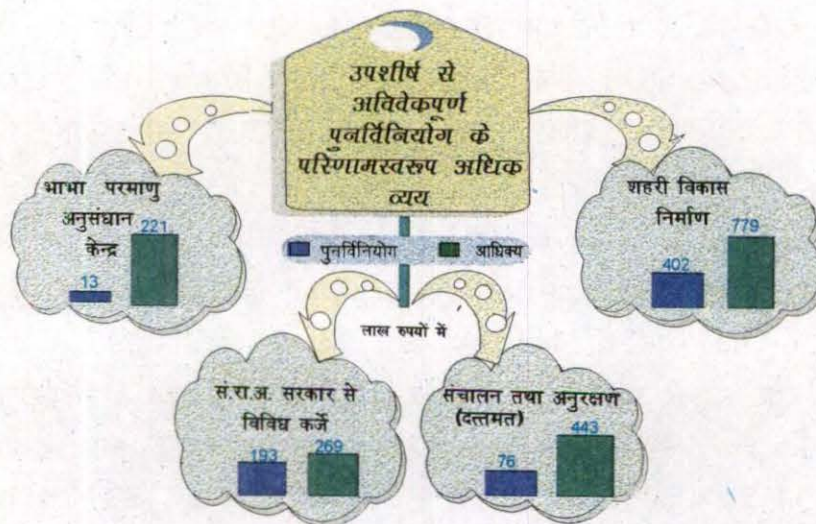 उपशीर्ष से
अविवेकपूर्ण
पुनर्विनियोग के
परिणामस्वरूप अधिक
व्यय
भाभा परमाणु
अनुसंधान
केन्द्र
221
13
शहरी विकास
निर्माण
779
402
पुनर्विनियोग
आधिक्य
लाख रुपयों में
सं.रा.अ. सरकार से
विविध कर्जे
193
269
संचालन तथा अनुरक्षण
(दत्तमत)
443
76